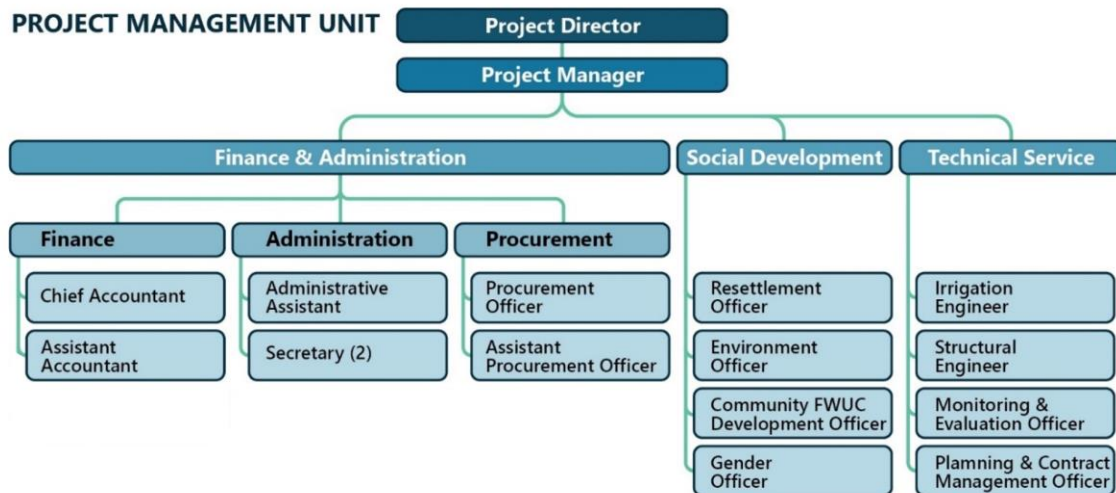 PROJECT MANAGEMENT UNIT
Project Director
Project Manager
Finance & Administration
Social Development
Technical Service
Finance
Administration
Procurement
Chief Accountant
Administrative
Assistant
Procurement
Officer
Resettlement
Officer
Irrigation
Engineer
Assistant
Accountant
Secretary (2)
Assistant
Procurement Officer
Environment
Officer
Structural
Engineer
Community FWUC
Development Officer
Monitoring &
Evaluation Officer
Gender
Officer
Plamning & Contract
Management Officer